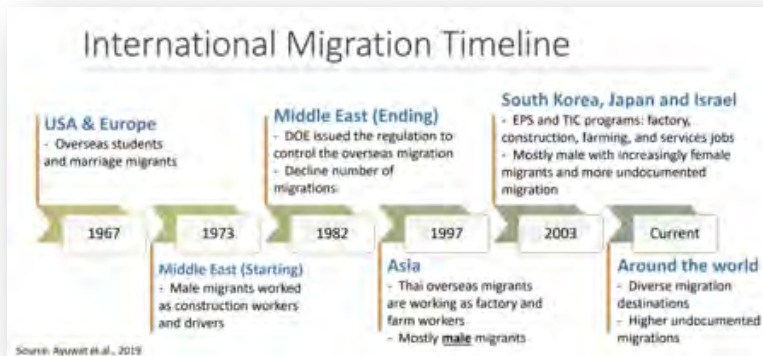 International Migration Timeline
USA & Europe
- Overseas students
and marriage migrants
Middle East (Ending)
- DOE issued the regulation to
control the overseas migration
- Decline number of
migrations
South Korea, Japan and Israel
- EPS and TIC programs: factory,
construction, farming, and services jobs
- Mostly male with increasingly female
migrants and more undocumented
migration
1967
1973
1982
1997
2003
Current
Middle East (Starting)
- Male migrants worked
as construction workers
and drivers
Asia
- Thai overseas migrants
are working as factory and
farm workers
- Mostly male migrants
Around the world
- Diverse migration
destinations
- Higher undocumented
migrations
Source: Ayuwat et al., 2019